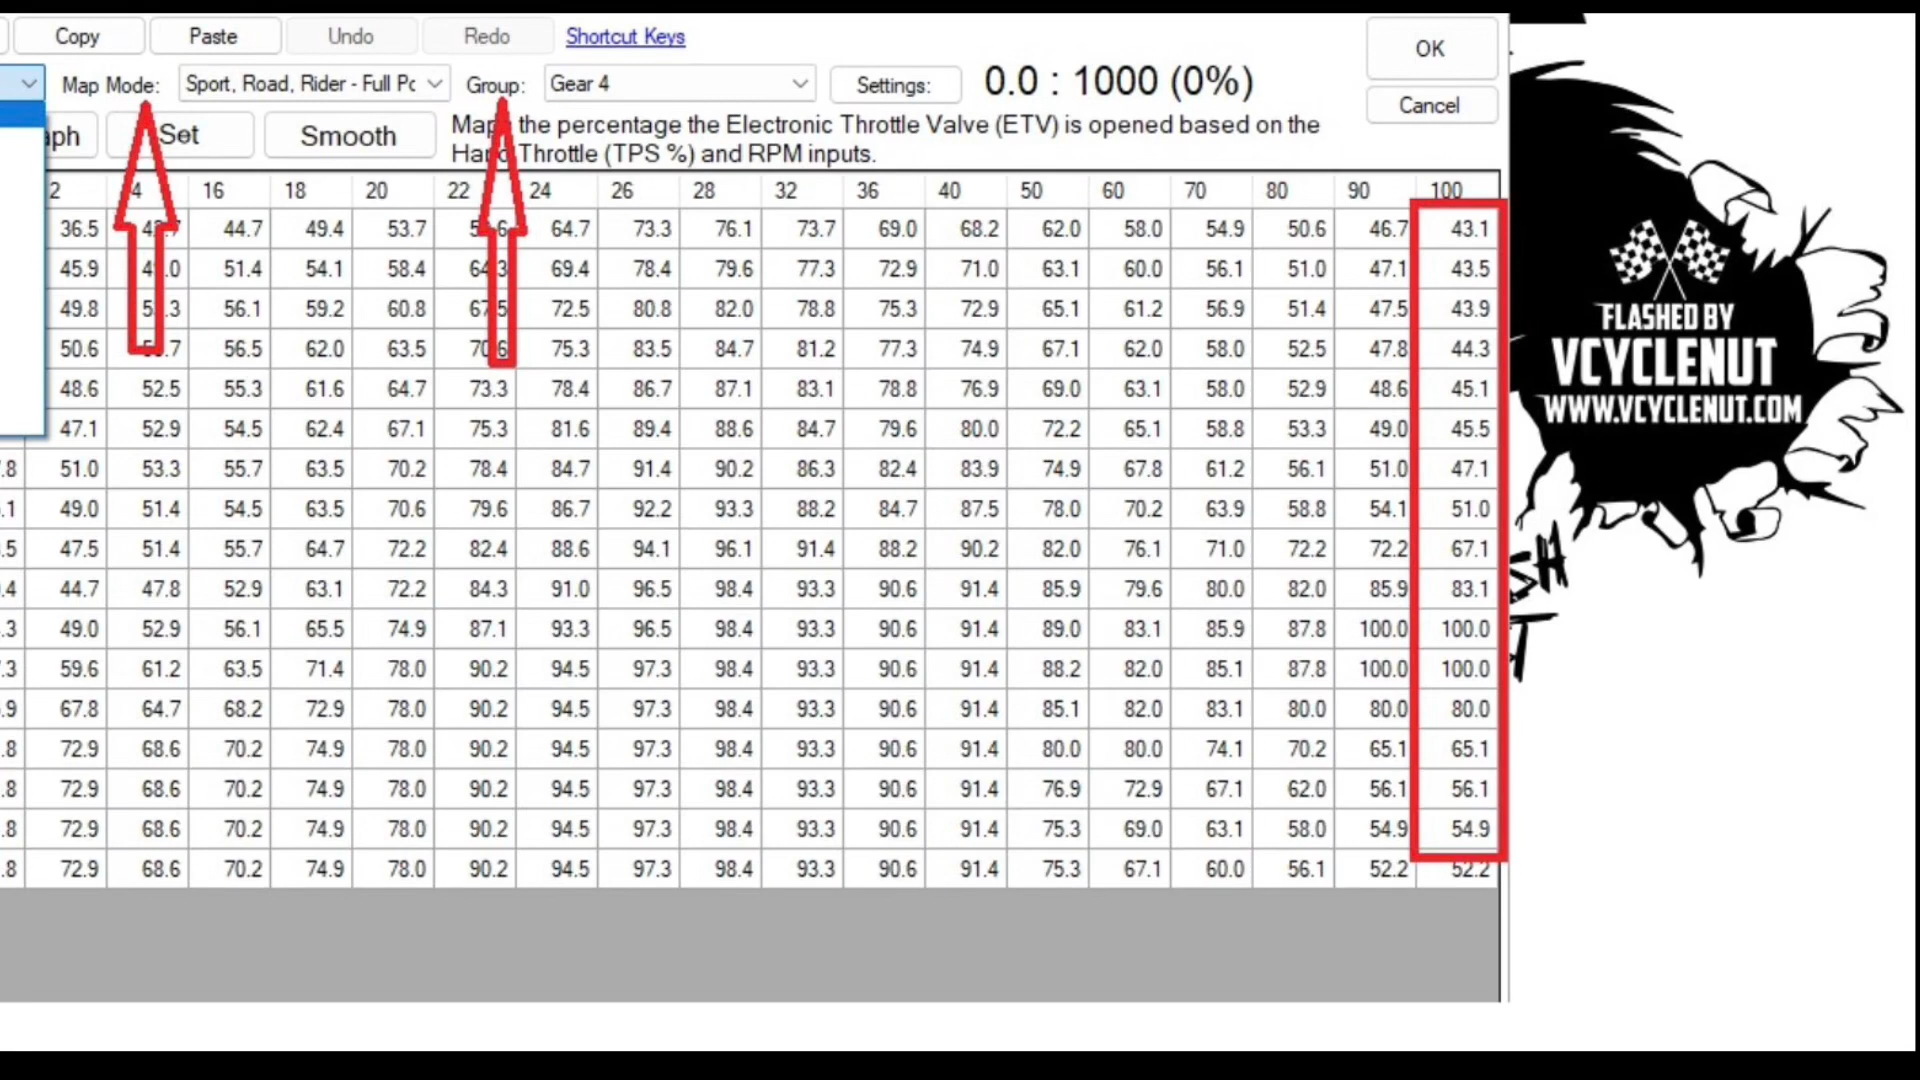 Copy Paste Undo Redo Shortcut Keys OK
Map Mode: Sport, Road, Rider - Full Pc Group: Gear 4 Settings: 0.0 : 1000 (0%) Cancel
aph Set Smooth
the percentage the Electronic Throttle Valve (ETV) is opened based on the
Throttle (TPS %) and RPM inputs.
2 4 16 18 20 22 24 26 28 32 36 40 50 60 70 80 90 100
36.5 44.7 49.4 53.7 64.7 73.3 76.1 73.7 69.0 68.2 62.0 58.0 54.9 50.6 46.7 43.1
45.9 51.4 54.1 58.4 64.3 69.4 78.4 79.6 77.3 72.9 71.0 63.1 60.0 56.1 51.0 47.1 43.5
49.8 56.1 59.2 60.8 67.5 72.5 80.8 82.0 78.8 75.3 72.9 65.1 61.2 56.9 51.4 47.5 43.9
50.6 56.5 62.0 63.5 70.6 75.3 83.5 84.7 81.2 77.3 74.9 67.1 62.0 58.0 52.5 47.8 44.3
48.6 52.5 55.3 61.6 64.7 73.3 78.4 86.7 87.1 83.1 78.8 76.9 69.0 63.1 58.0 52.9 48.6 45.1
47.1 52.9 54.5 62.4 67.1 75.3 81.6 89.4 88.6 84.7 79.6 80.0 72.2 65.1 58.8 53.3 49.0 45.5
.8 51.0 53.3 55.7 63.5 70.2 78.4 84.7 91.4 90.2 86.3 82.4 83.9 74.9 67.8 61.2 56.1 51.0 47.1
.1 49.0 51.4 54.5 63.5 70.6 79.6 86.7 92.2 93.3 88.2 84.7 87.5 78.0 70.2 63.9 58.8 54.1 51.0
.5 47.5 51.4 55.7 64.7 72.2 82.4 88.6 94.1 96.1 91.4 88.2 90.2 82.0 76.1 71.0 72.2 72.2 67.1
.4 44.7 47.8 52.9 63.1 72.2 84.3 91.0 96.5 98.4 93.3 90.6 91.4 85.9 79.6 80.0 82.0 85.9 83.1
.3 49.0 52.9 56.1 65.5 74.9 87.1 93.3 96.5 98.4 93.3 90.6 91.4 89.0 83.1 85.9 87.8 100.0 100.0
.3 59.6 61.2 63.5 71.4 78.0 90.2 94.5 97.3 98.4 93.3 90.6 91.4 88.2 82.0 85.1 87.8 100.0 100.0
.9 67.8 64.7 68.2 72.9 78.0 90.2 94.5 97.3 98.4 93.3 90.6 91.4 85.1 82.0 83.1 80.0 80.0 80.0
.8 72.9 68.6 70.2 74.9 78.0 90.2 94.5 97.3 98.4 93.3 90.6 91.4 80.0 80.0 74.1 70.2 65.1 65.1
.8 72.9 68.6 70.2 74.9 78.0 90.2 94.5 97.3 98.4 93.3 90.6 91.4 76.9 72.9 67.1 62.0 56.1 56.1
.8 72.9 68.6 70.2 74.9 78.0 90.2 94.5 97.3 98.4 93.3 90.6 91.4 75.3 69.0 63.1 58.0 54.9 54.9
.8 72.9 68.6 70.2 74.9 78.0 90.2 94.5 97.3 98.4 93.3 90.6 91.4 75.3 67.1 60.0 56.1 52.2 52.2
FLASHED BY
VCYCLENUT
WWW.VCYCLENUT.COM